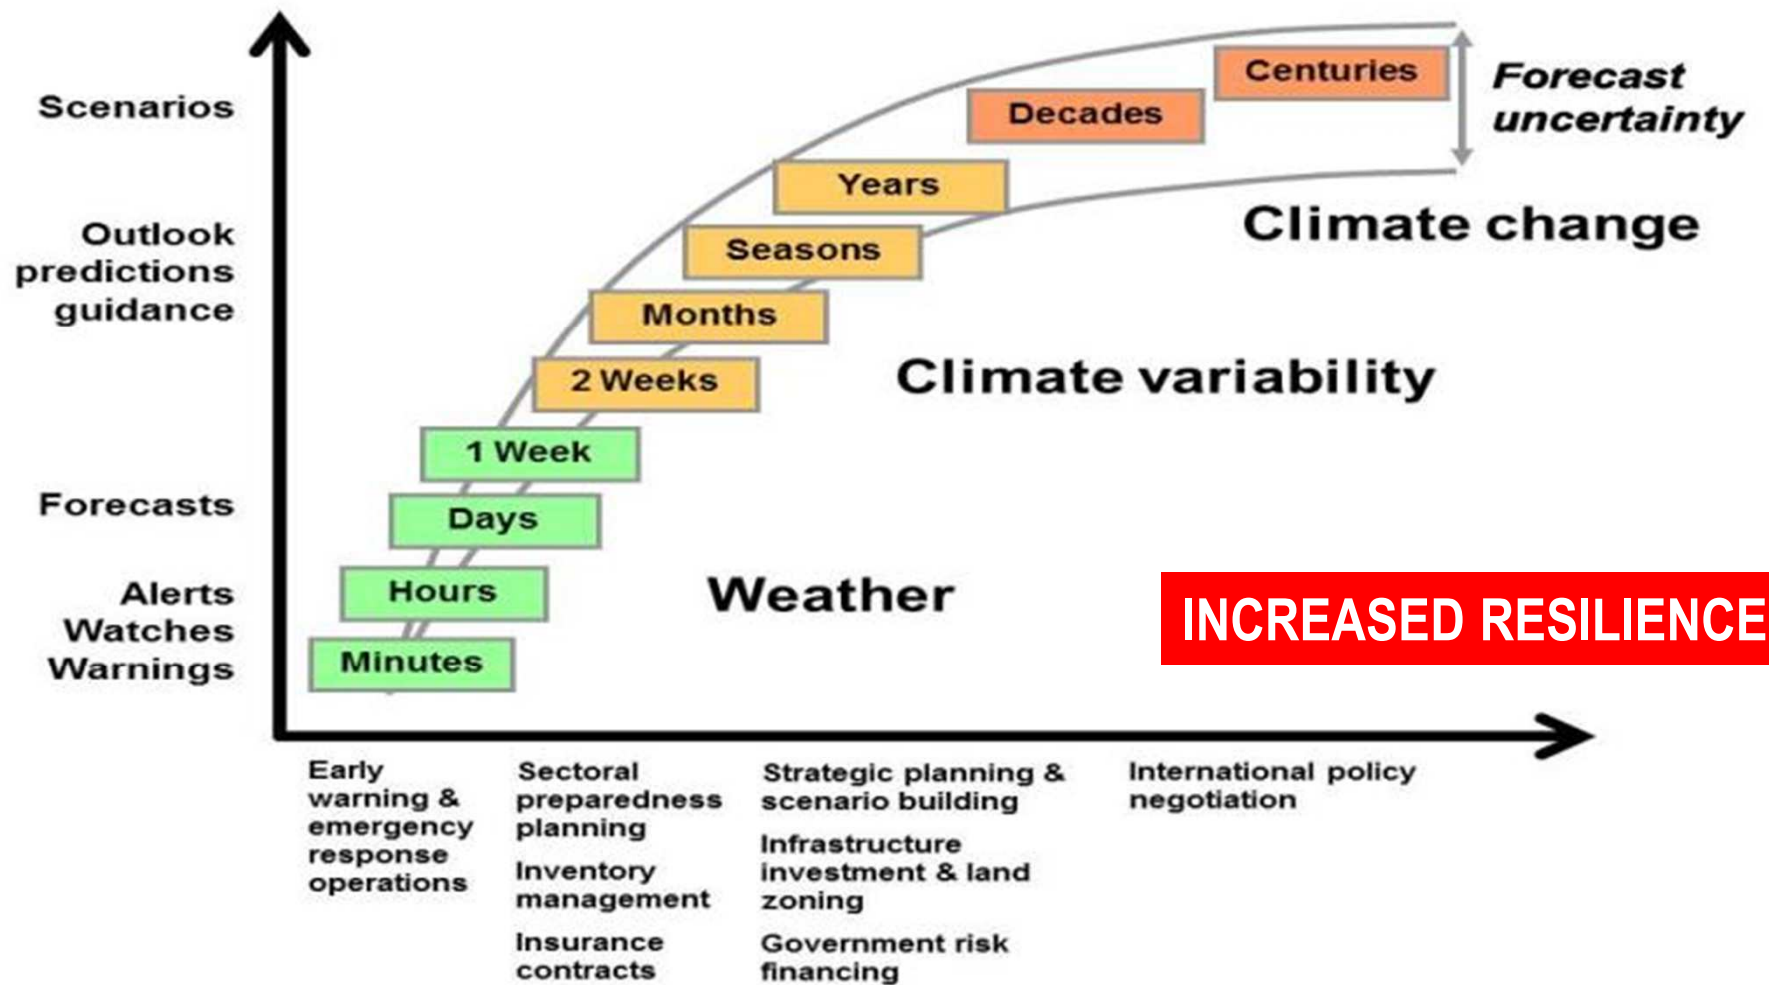 Scenarios
Outlook
predictions
guidance
Forecasts
Alerts
Watches
Warnings
Centuries
Decades
Years
Seasons
Months
2 Weeks
1 Week
Days
Hours
Minutes
Forecast
uncertainty
Climate change
Climate variability
Weather
INCREASED RESILIENCE
Early
warning &
emergency
response
operations
Sectoral
preparedness
planning
Inventory
management
Insurance
contracts
Strategic planning &
scenario building
Infrastructure
investment & land
zoning
Government risk
financing
International policy
negotiation